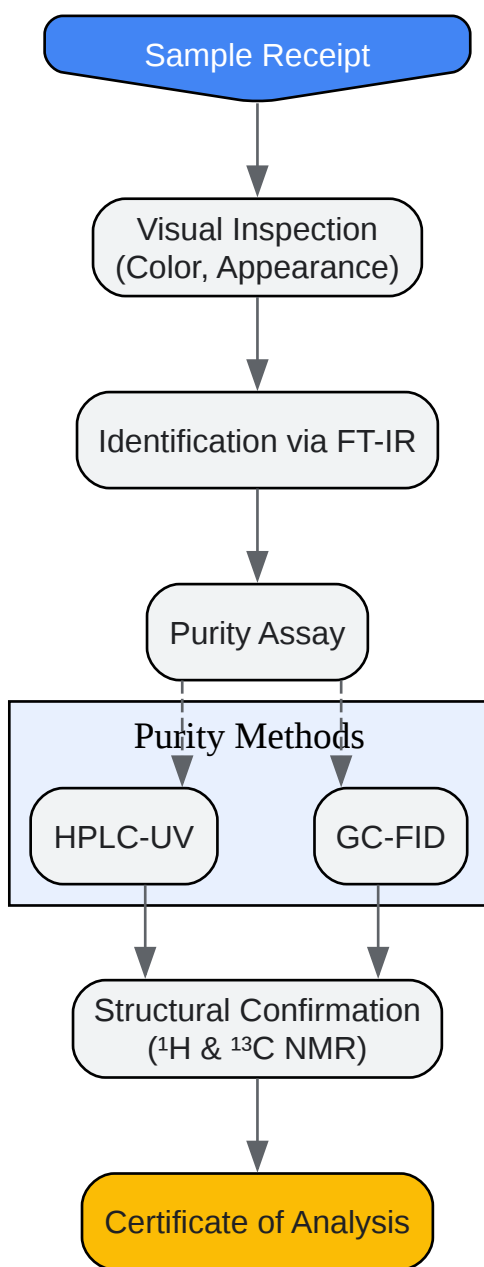 Sample Receipt
Visual Inspection
(Color, Appearance)
Identification via FT-IR
Purity Assay
Purity Methods
HPLC-UV
GC-FID
Structural Confirmation
(¹H & ¹³C NMR)
Certificate of Analysis